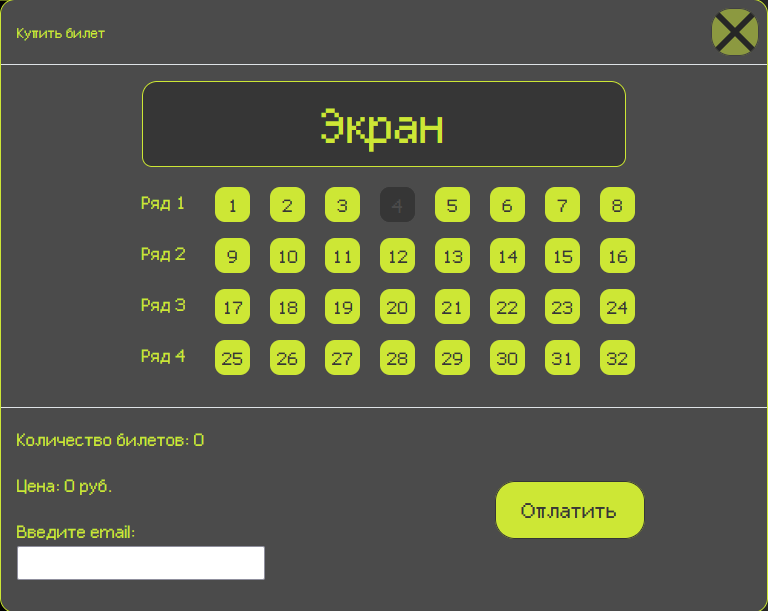 Купить билет
Экран
Ряд 1 1 2 3 4 5 6 7 8
Ряд 2 9 10 11 12 13 14 15 16
Ряд 3 17 18 19 20 21 22 23 24
Ряд 4 25 26 27 28 29 30 31 32
Количество билетов: 0
Цена: 0 руб.
Введите email:
Оплатить